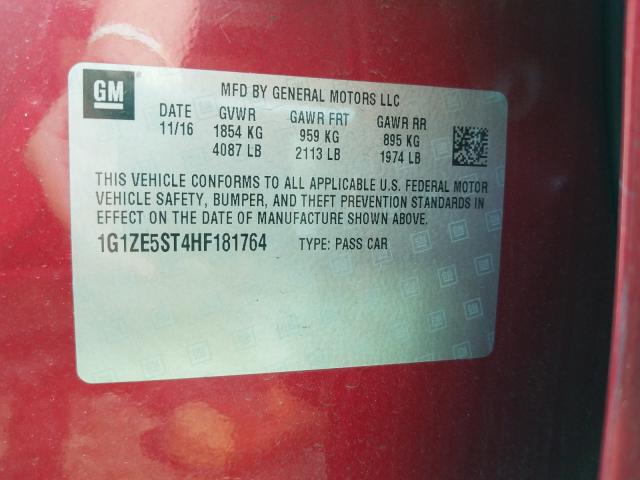 GM
MFD BY GENERAL MOTORS LLC
DATE GVWR GAWR FRT GAWR RR
11/16 1854 KG 959 KG 895 KG
4087 LB 2113 LB 1974 LB
THIS VEHICLE CONFORMS TO ALL APPLICABLE U.S. FEDERAL MOTOR
VEHICLE SAFETY, BUMPER, AND THEFT PREVENTION STANDARDS IN
EFFECT ON THE DATE OF MANUFACTURE SHOWN ABOVE.
1G1ZE5ST4HF181764 TYPE: PASS CAR